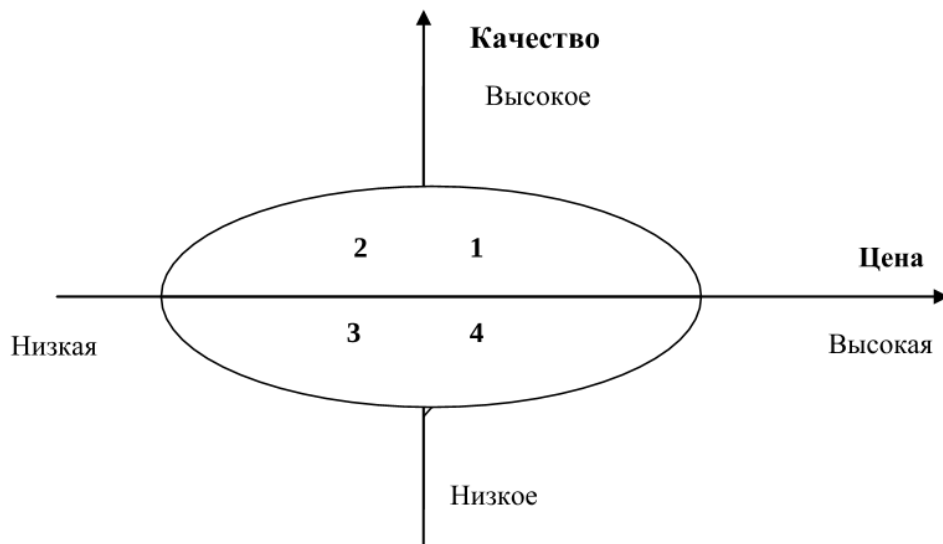 Качество
Высокое
2 1
Цена
3 4
Низкая
Высокая
Низкое